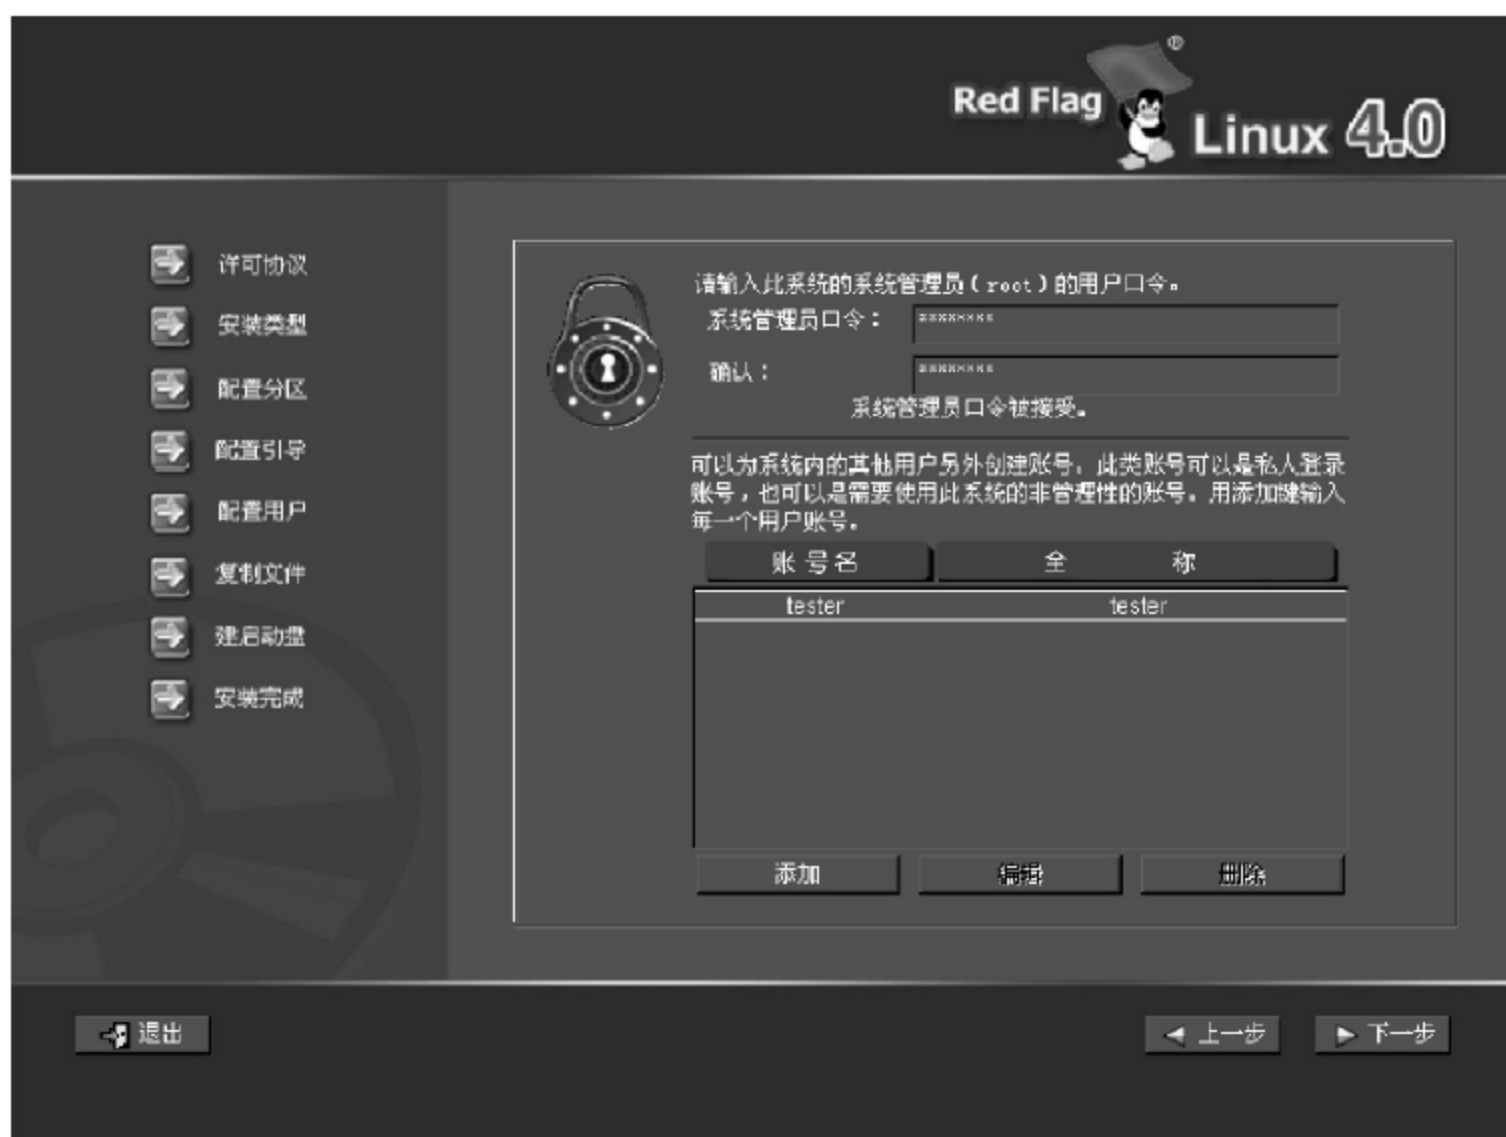 Red Flag
®
Linux 4.0
许可协议
安装类型
配置分区
配置引导
配置用户
复制文件
建启动盘
安装完成
请输入此系统的系统管理员(root)的用户口令。
系统管理员口令: ********
确认: ********
系统管理员口令被接受。
可以为系统内的其他用户另外创建账号。此类账号可以是私人登录
账号,也可以是需要使用此系统的非管理性的账号。用添加键输入
每一个用户账号。
账号名 全 称
tester tester
添加 编辑 删除
退出 上一步 下一步